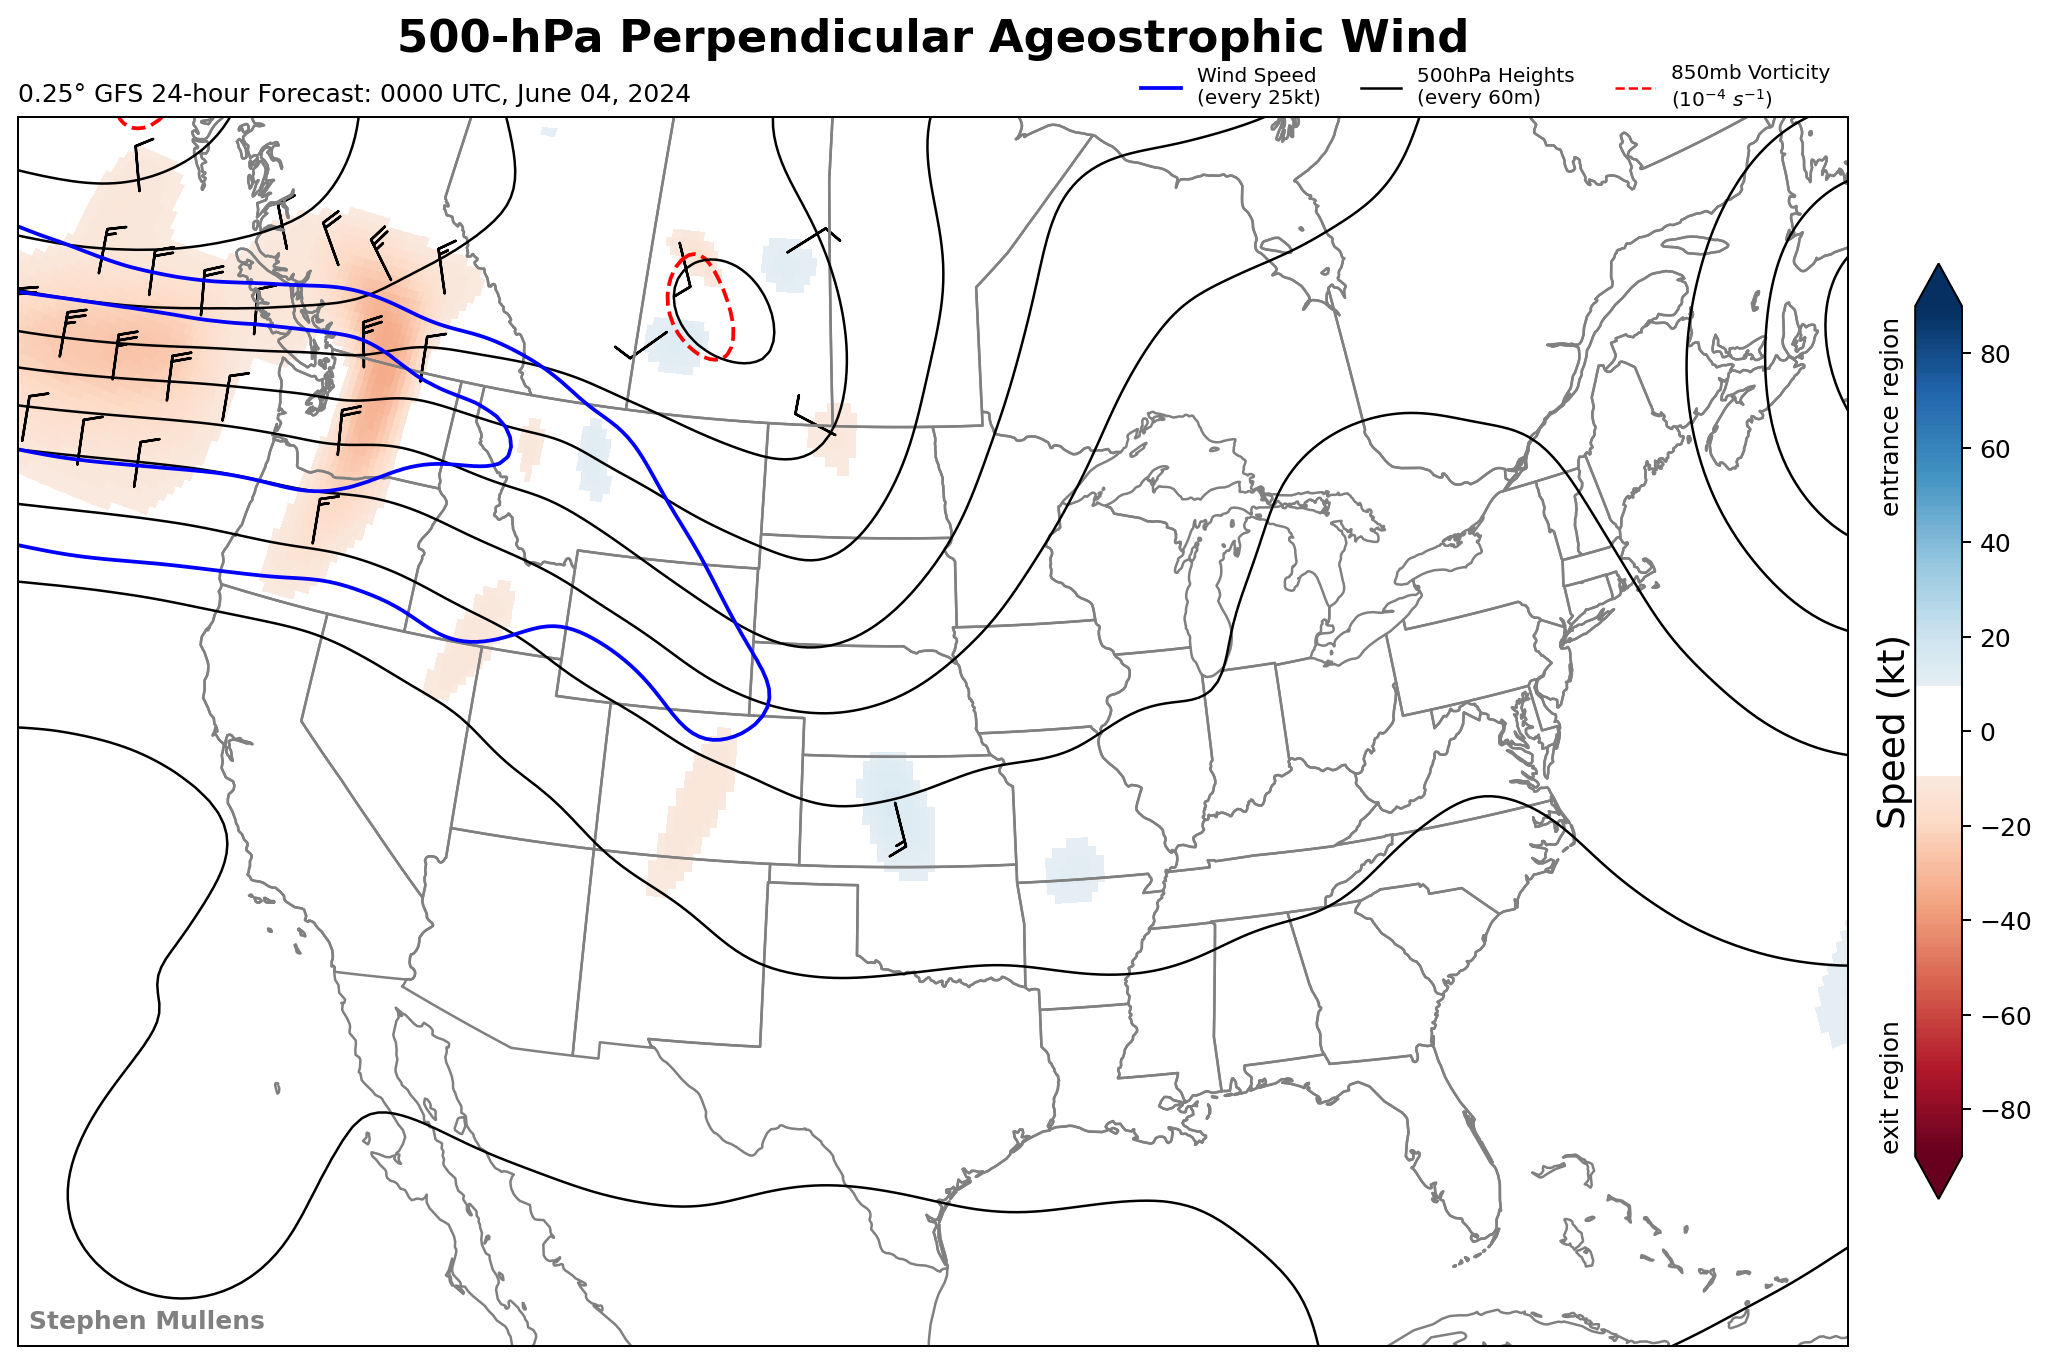 500-hPa Perpendicular Ageostrophic Wind
0.25° GFS 24-hour Forecast: 0000 UTC, June 04, 2024
Wind Speed
(every 25kt)
500hPa Heights
(every 60m)
850mb Vorticity
(10⁻⁴ s⁻¹)
entrance region
Speed (kt)
exit region
80
60
40
20
0
−20
−40
−60
−80
Stephen Mullens